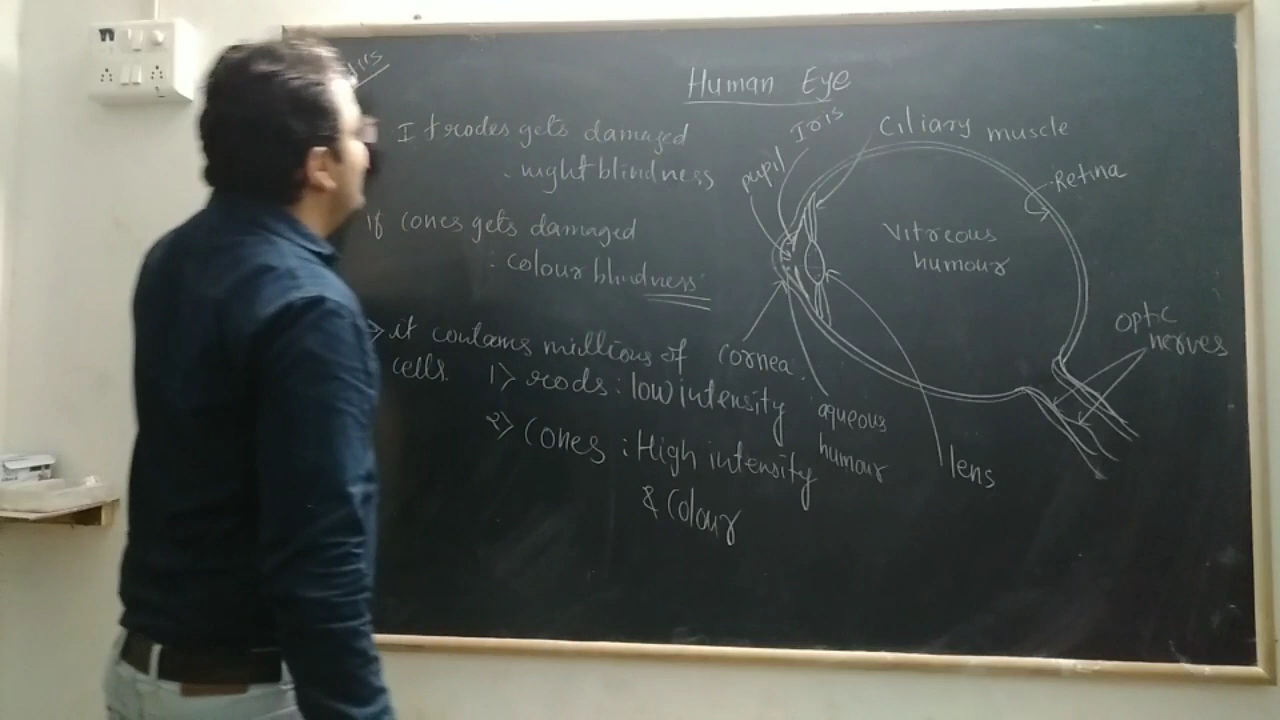 Human Eye
If rodes gets damaged
night blindness
if cones gets damaged
: colour blindness
> it contains millions of
cells. 1> rods : low intensity
2> Cones : High intensity
& Colour
pupil
Iris
Ciliary muscle
Retina
Vitreous
humour
optic
nerves
cornea
aqueous
humour
lens